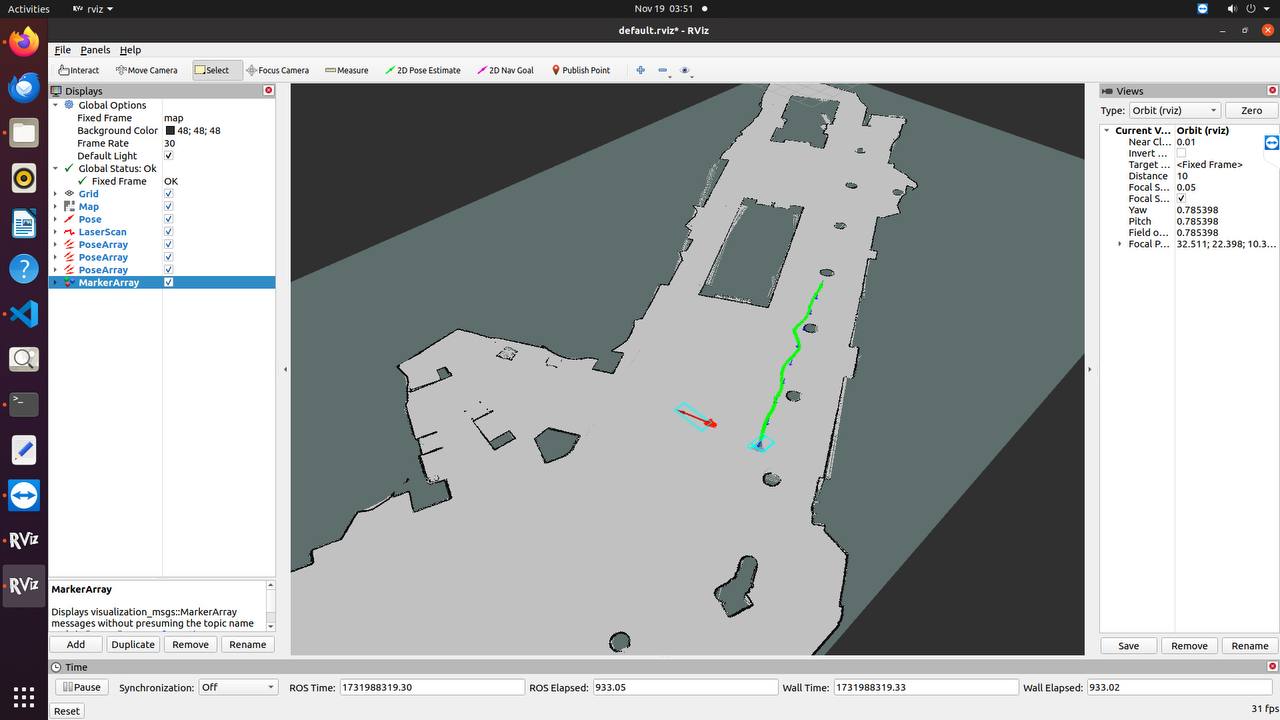 Activities rviz Nov 19 03:51
default.rviz* - RViz
File Panels Help
Interact Move Camera Select Focus Camera Measure 2D Pose Estimate 2D Nav Goal Publish Point
Displays
Global Options
Fixed Frame map
Background Color 48; 48; 48
Frame Rate 30
Default Light
Global Status: Ok
Fixed Frame OK
Grid
Map
Pose
LaserScan
PoseArray
PoseArray
PoseArray
MarkerArray
MarkerArray
Displays visualization_msgs::MarkerArray
messages without presuming the topic name
Add Duplicate Remove Rename
Views
Type: Orbit (rviz) Zero
Current V... Orbit (rviz)
Near Cl... 0.01
Invert ...
Target ... <Fixed Frame>
Distance 10
Focal S... 0.05
Focal S...
Yaw 0.785398
Pitch 0.785398
Field o... 0.785398
Focal P... 32.511; 22.398; 10.3...
Save Remove Rename
RViz
RViz
Time
Pause Synchronization: Off ROS Time: 1731988319.30 ROS Elapsed: 933.05 Wall Time: 1731988319.33 Wall Elapsed: 933.02
Reset 31 fps